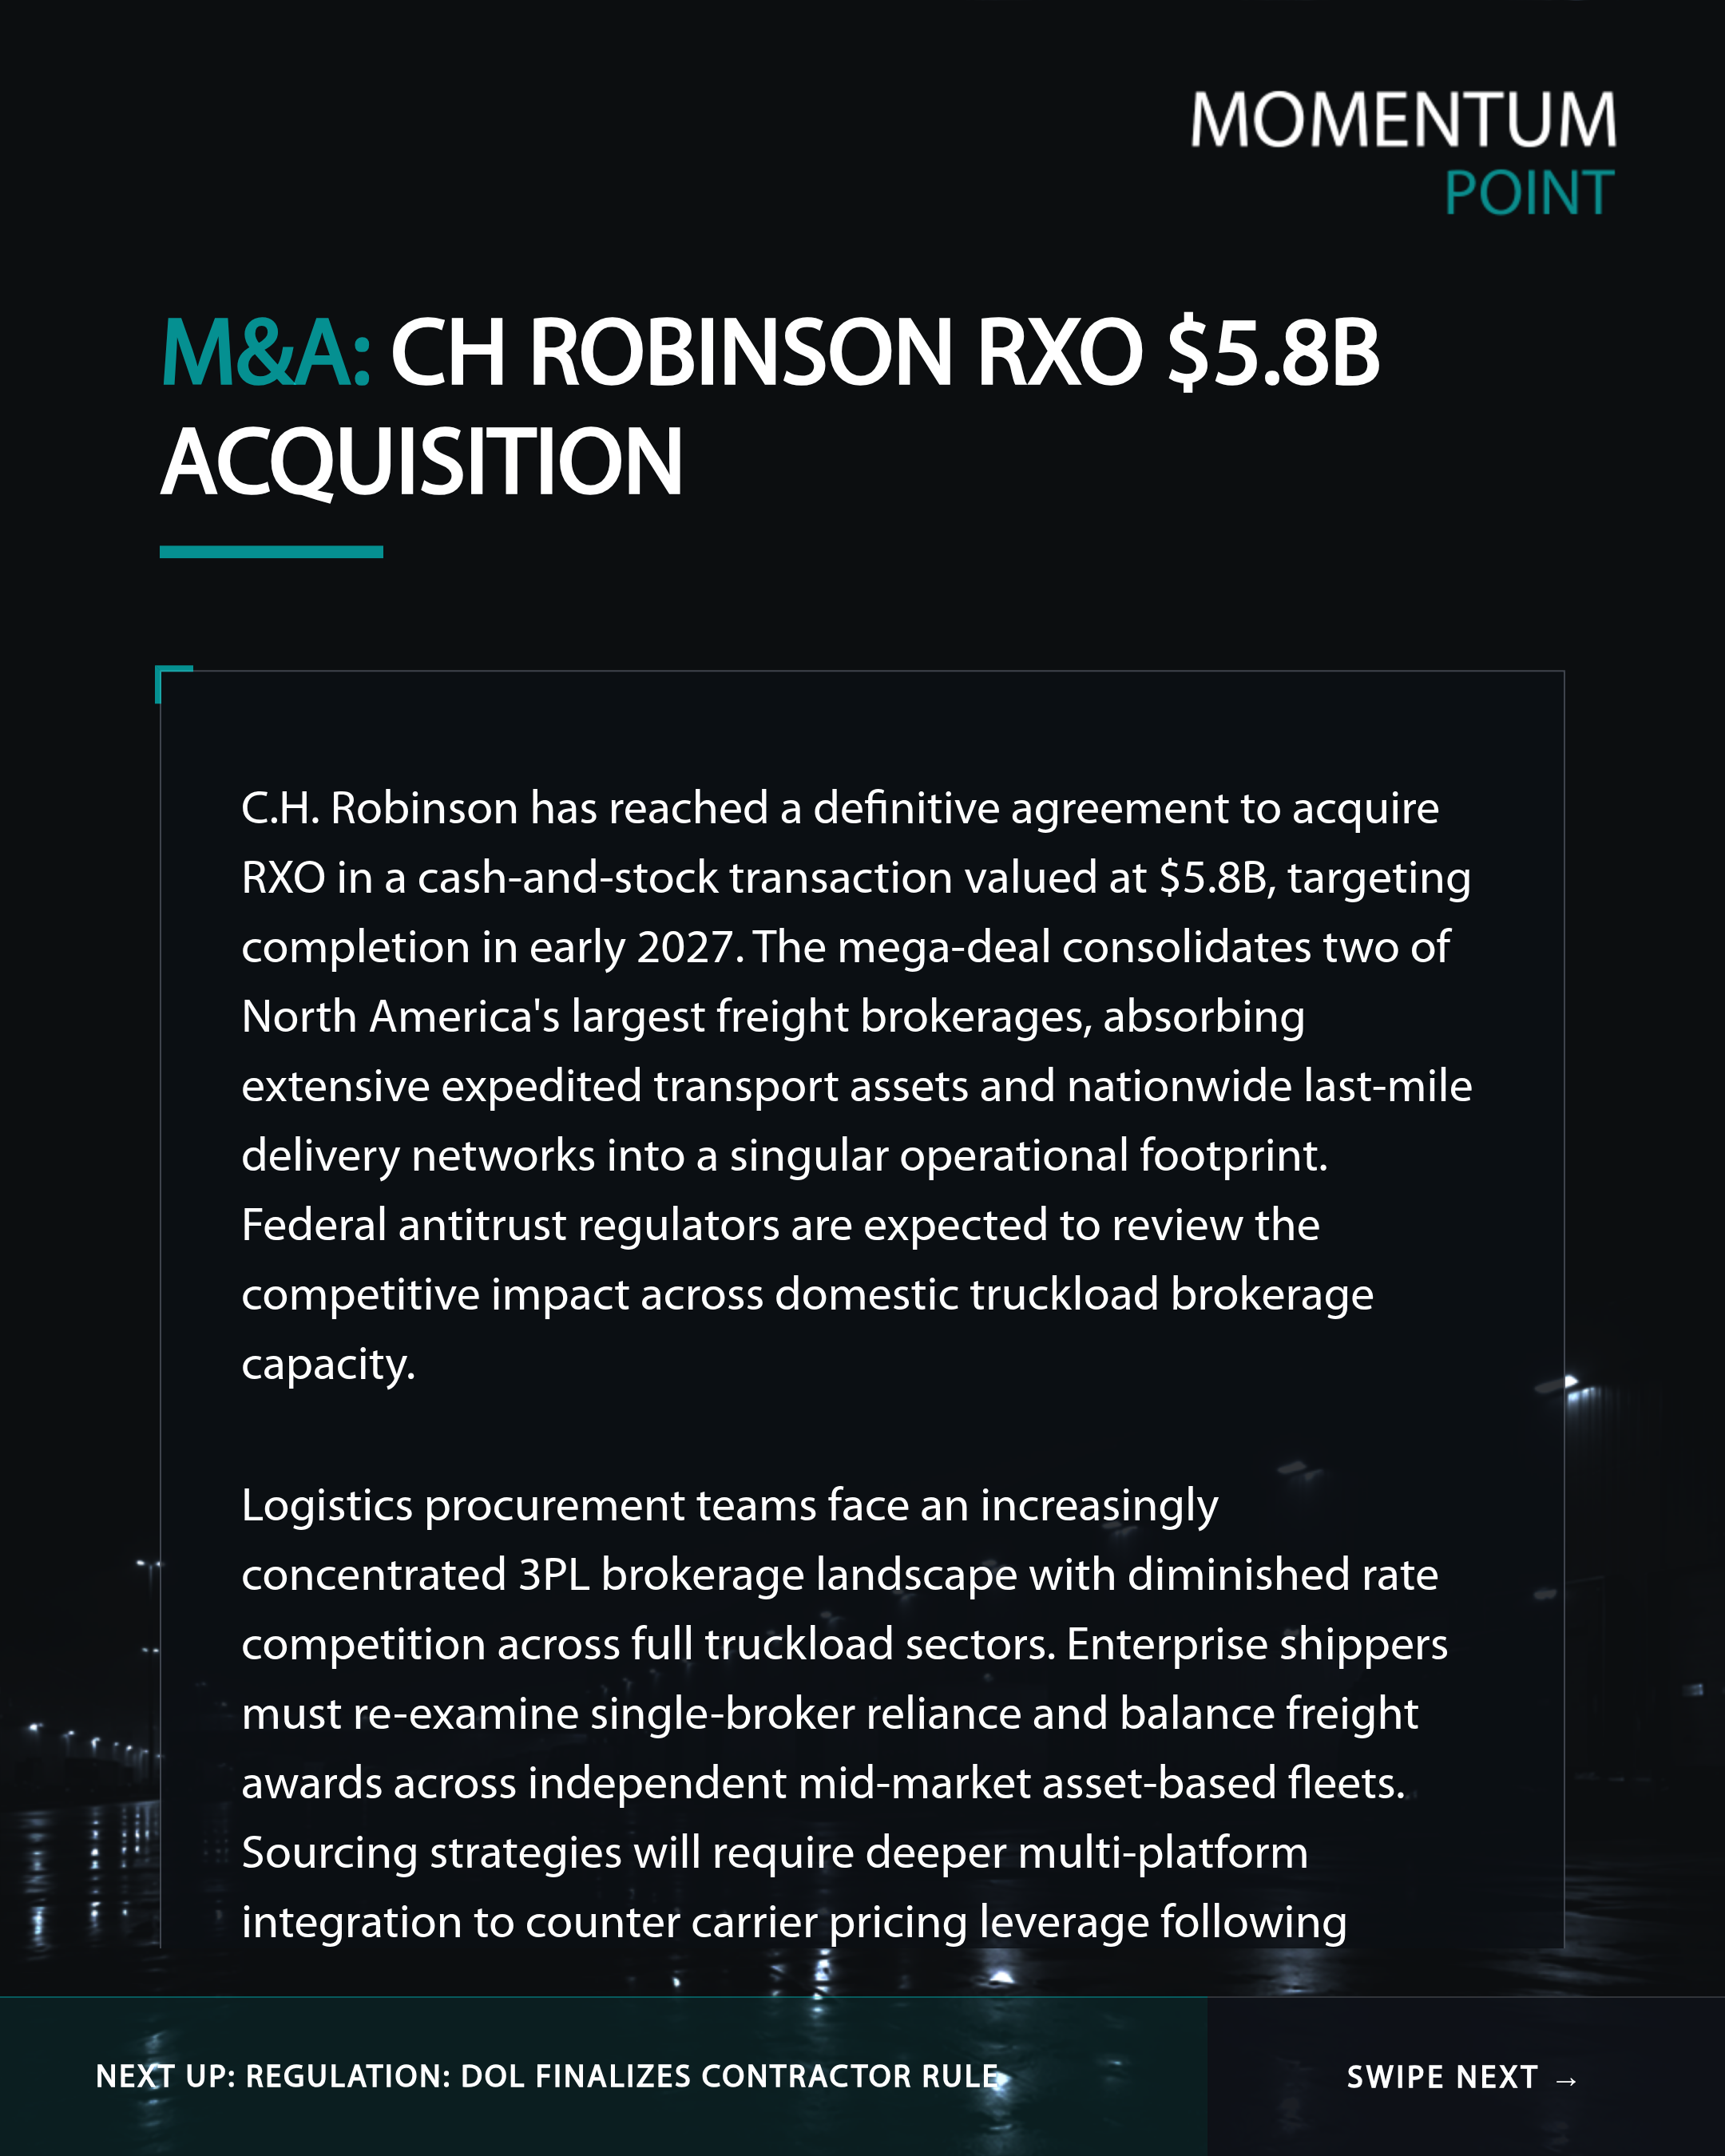 MOMENTUM
POINT
M&A: CH ROBINSON RXO $5.8B
ACQUISITION
C.H. Robinson has reached a definitive agreement to acquire
RXO in a cash-and-stock transaction valued at $5.8B, targeting
completion in early 2027. The mega-deal consolidates two of
North America's largest freight brokerages, absorbing
extensive expedited transport assets and nationwide last-mile
delivery networks into a singular operational footprint.
Federal antitrust regulators are expected to review the
competitive impact across domestic truckload brokerage
capacity.
Logistics procurement teams face an increasingly
concentrated 3PL brokerage landscape with diminished rate
competition across full truckload sectors. Enterprise shippers
must re-examine single-broker reliance and balance freight
awards across independent mid-market asset-based fleets.
Sourcing strategies will require deeper multi-platform
integration to counter carrier pricing leverage following
NEXT UP: REGULATION: DOL FINALIZES CONTRACTOR RULE
SWIPE NEXT →